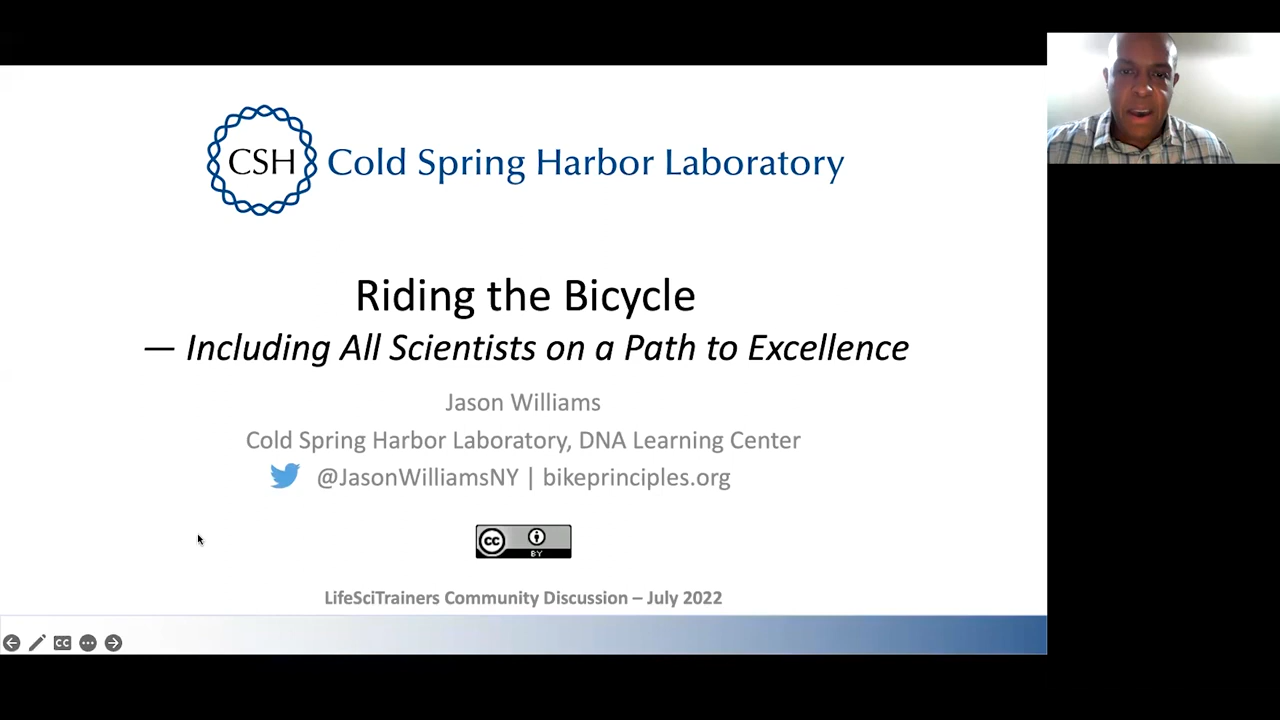 CSH Cold Spring Harbor Laboratory
Riding the Bicycle
— Including All Scientists on a Path to Excellence
Jason Williams
Cold Spring Harbor Laboratory, DNA Learning Center
@JasonWilliamsNY | bikeprinciples.org
cc
BY
LifeSciTrainers Community Discussion – July 2022
CC